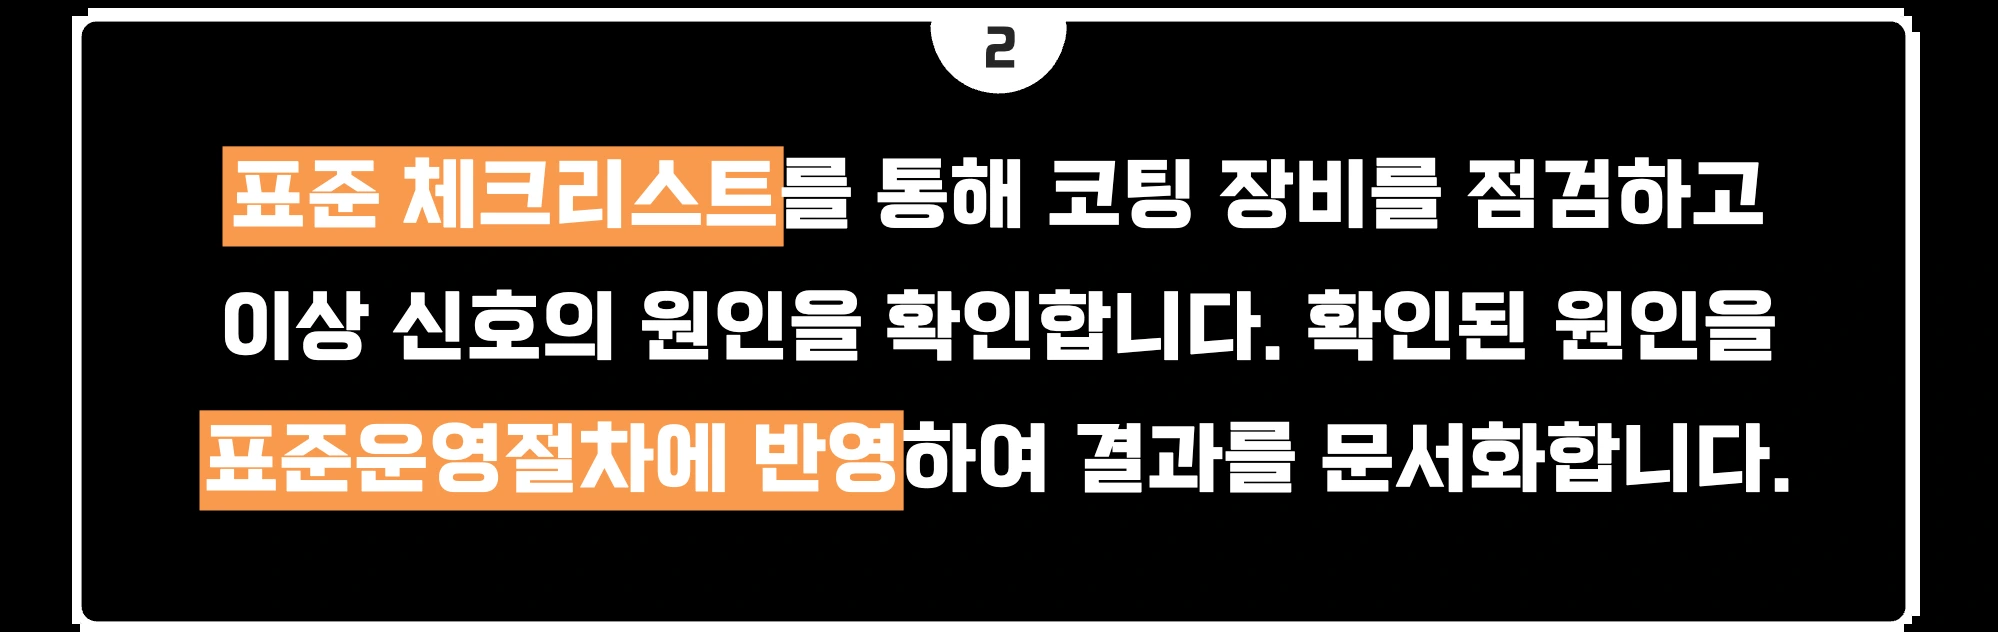 2
표준 체크리스트를 통해 코팅 장비를 점검하고
이상 신호의 원인을 확인합니다. 확인된 원인을
표준운영절차에 반영하여 결과를 문서화합니다.